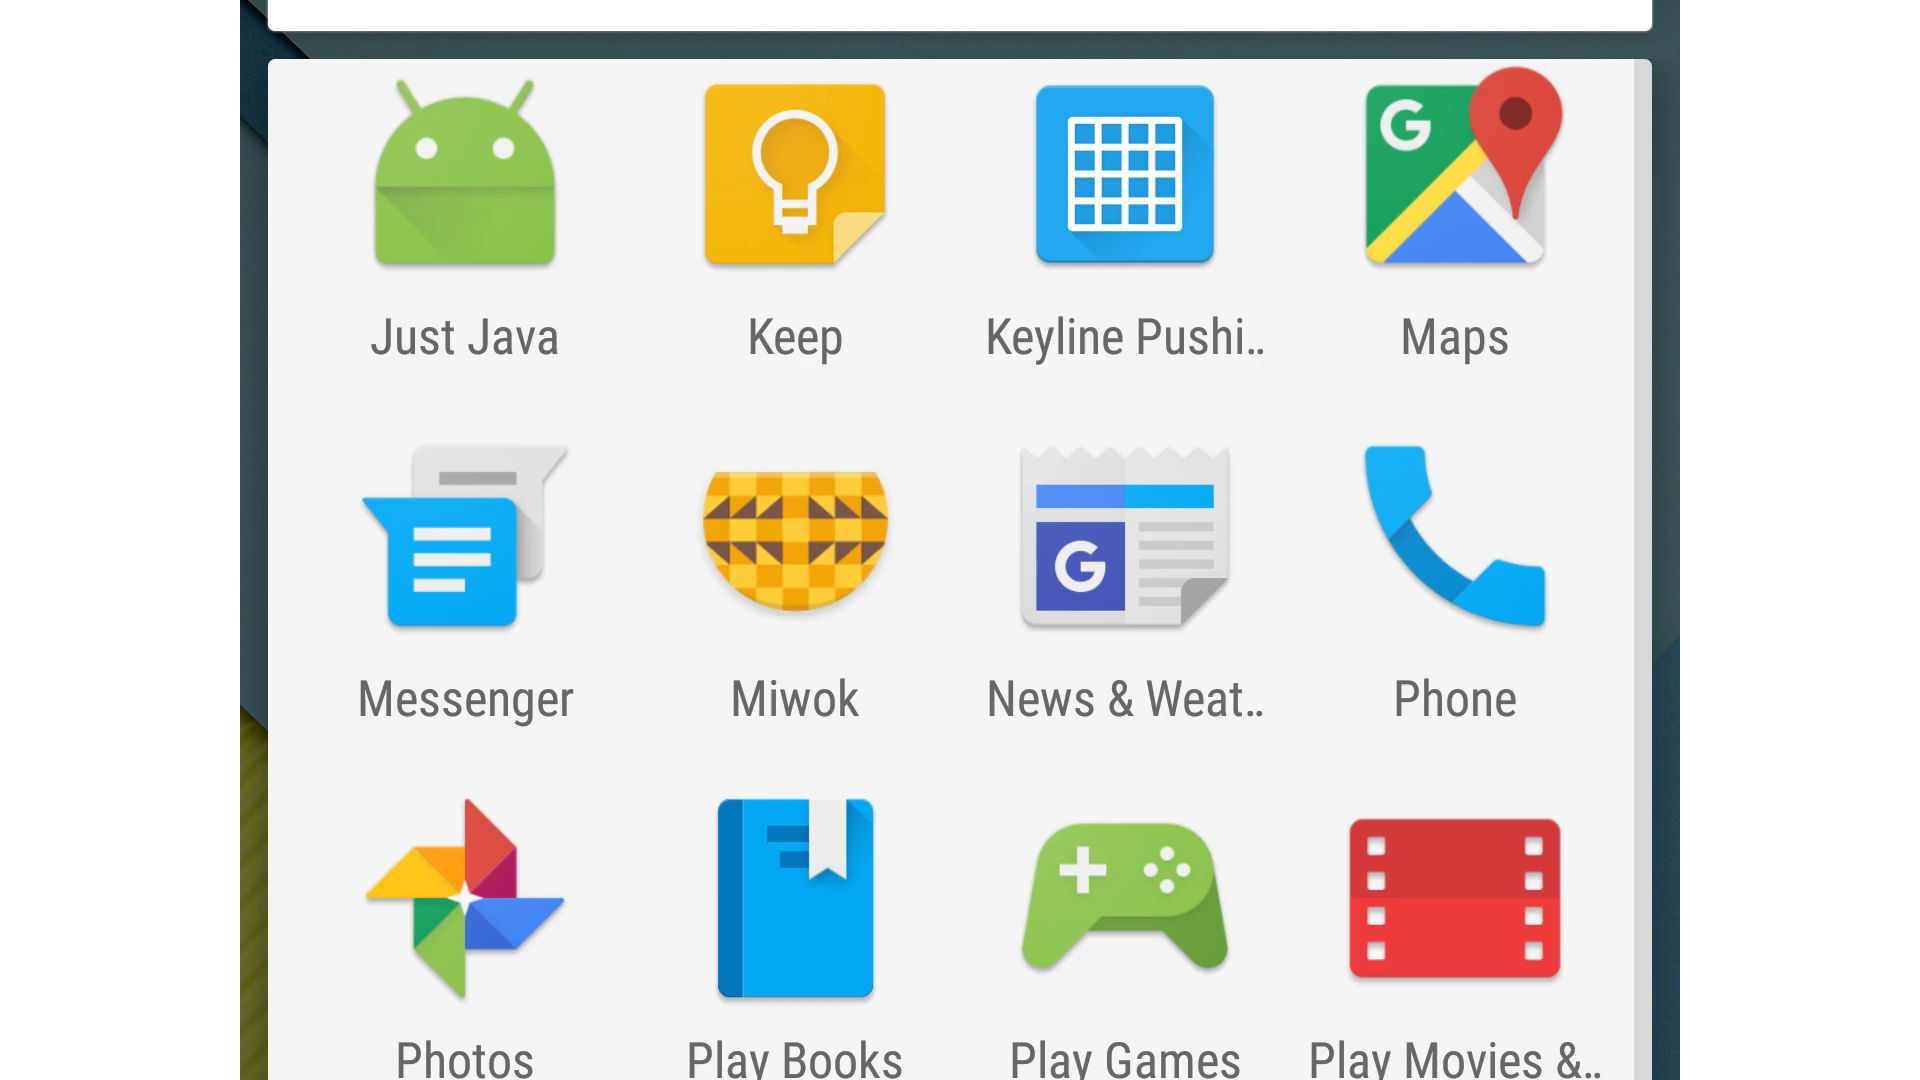 G
Just Java
Keep
Keyline Pushi..
Maps
G
Messenger
Miwok
News & Weat..
Phone
Photos
Play Books
Play Games
Play Movies &..